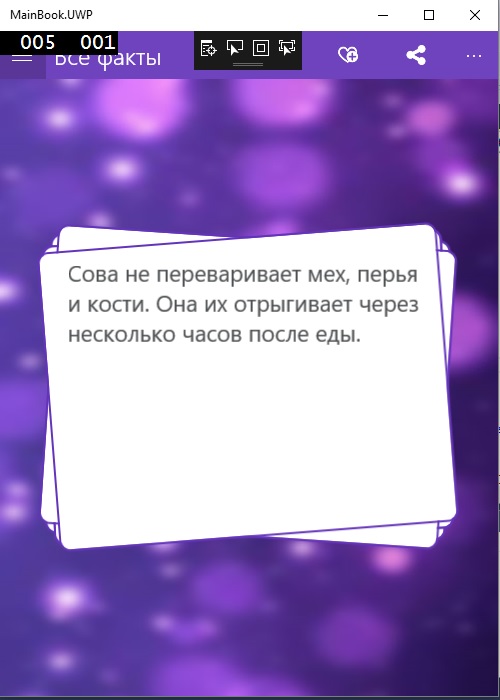 MainBook.UWP
005 001
Все факты
Сова не переваривает мех, перья
и кости. Она их отрыгивает через
несколько часов после еды.